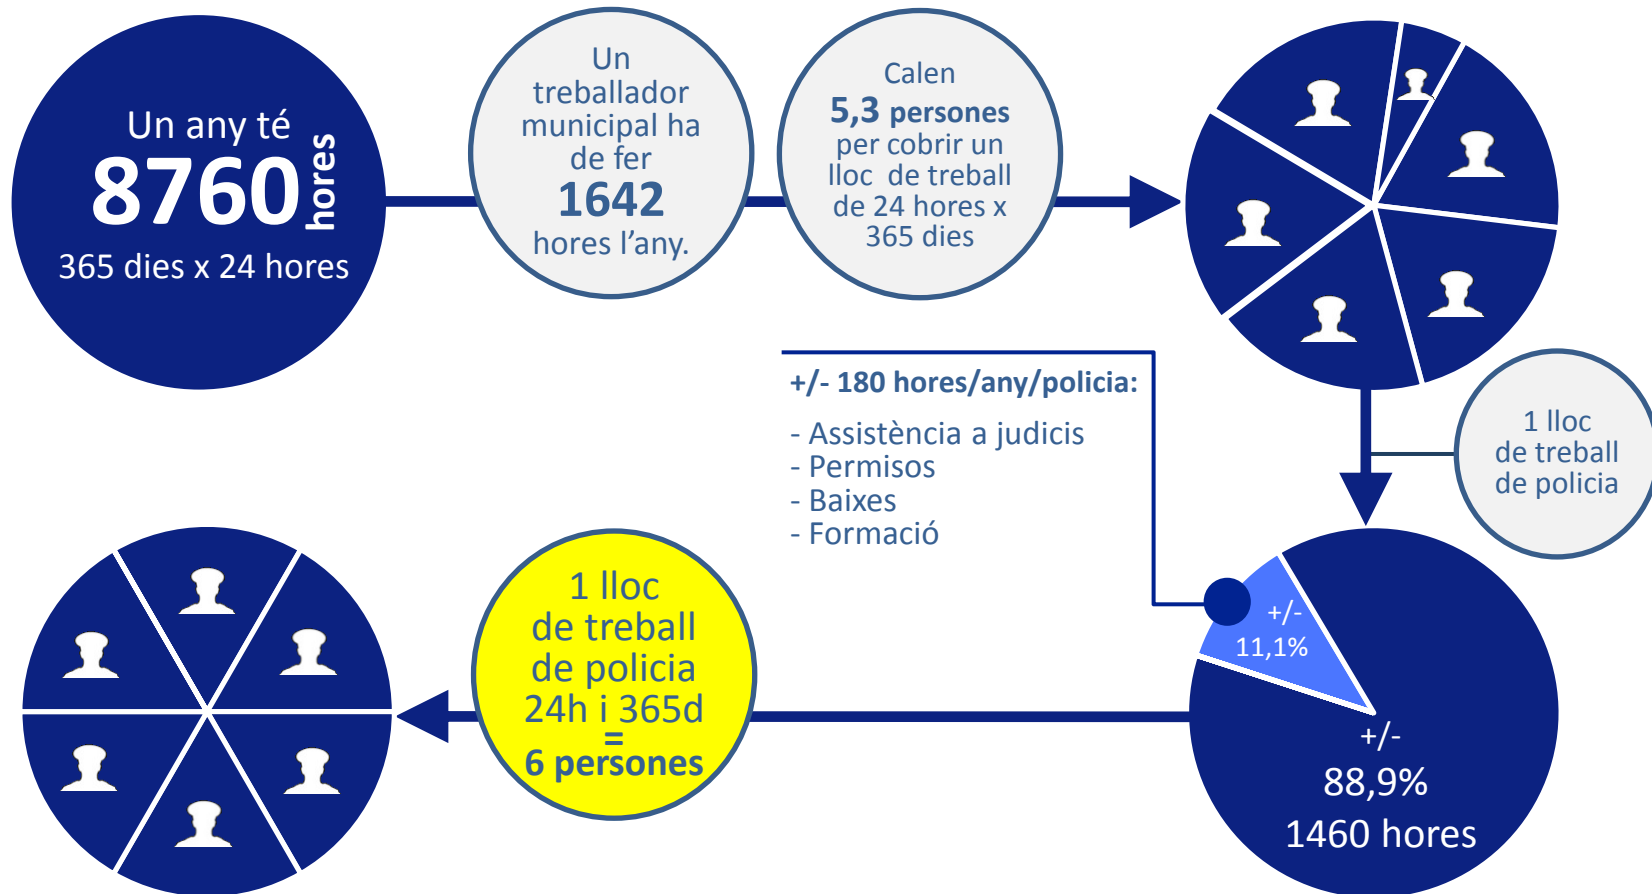 Un any té
8760
hores
365 dies x 24 hores
Un
treballador
municipal ha
de fer
1642
hores l’any.
Calen
5,3 persones
per cobrir un
lloc de treball
de 24 hores x
365 dies
1 lloc
de treball
de policia
+/- 180 hores/any/policia:
- Assistència a judicis
- Permisos
- Baixes
- Formació
+/-
11,1%
+/-
88,9%
1460 hores
1 lloc
de treball
de policia
24h i 365d
=
6 persones